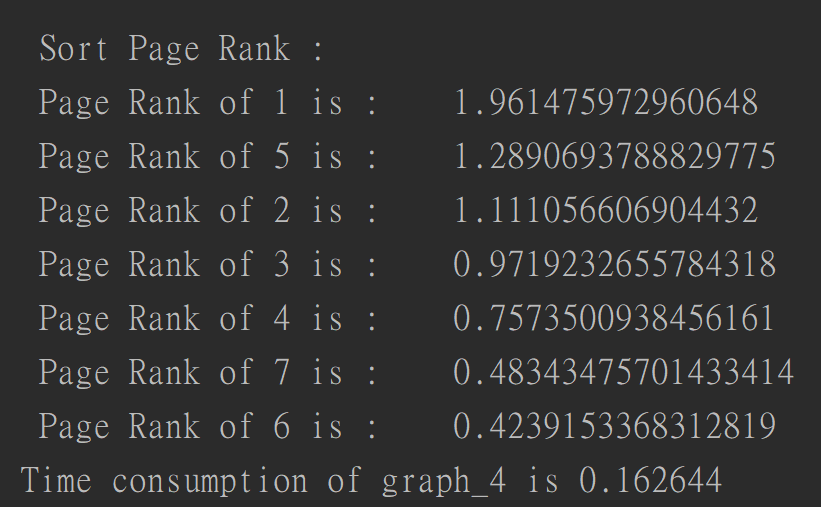 Sort Page Rank :
Page Rank of 1 is : 1.961475972960648
Page Rank of 5 is : 1.2890693788829775
Page Rank of 2 is : 1.111056606904432
Page Rank of 3 is : 0.9719232655784318
Page Rank of 4 is : 0.7573500938456161
Page Rank of 7 is : 0.48343475701433414
Page Rank of 6 is : 0.4239153368312819
Time consumption of graph_4 is 0.162644